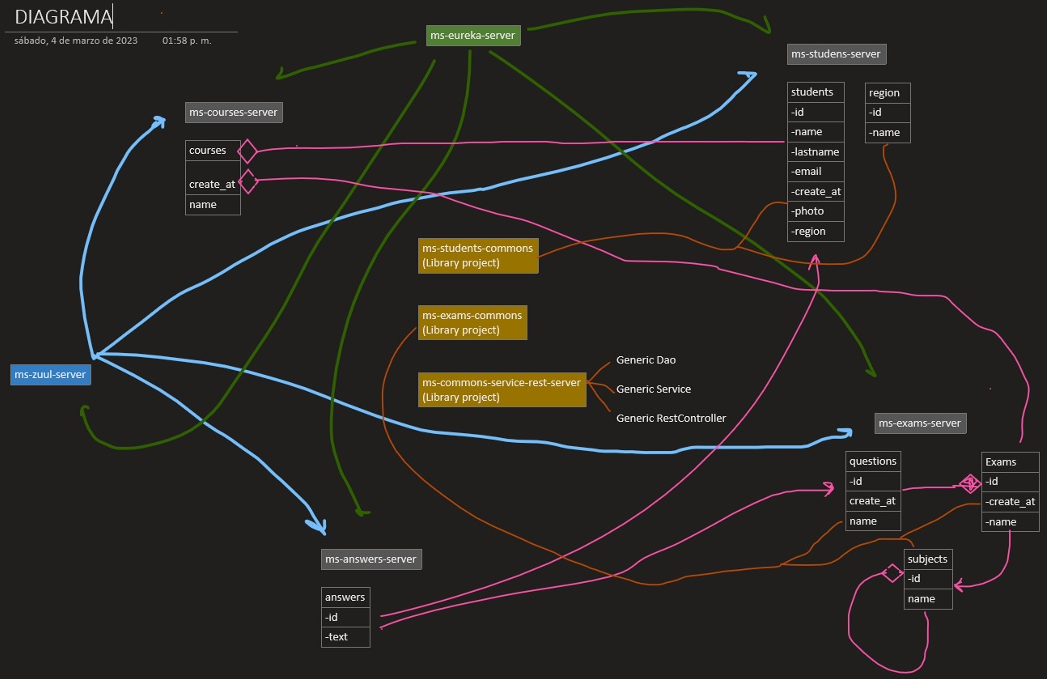 DIAGRAMA
sábado, 4 de marzo de 2023 01:58 p. m.
ms-eureka-server
ms-studens-server
students
-id
-name
-lastname
-email
-create_at
-photo
-region
region
-id
-name
ms-courses-server
courses
create_at
name
ms-students-commons
(Library project)
ms-exams-commons
(Library project)
ms-zuul-server
ms-commons-service-rest-server
(Library project)
Generic Dao
Generic Service
Generic RestController
ms-exams-server
questions
-id
create_at
name
Exams
-id
-create_at
-name
ms-answers-server
answers
-id
-text
subjects
-id
name